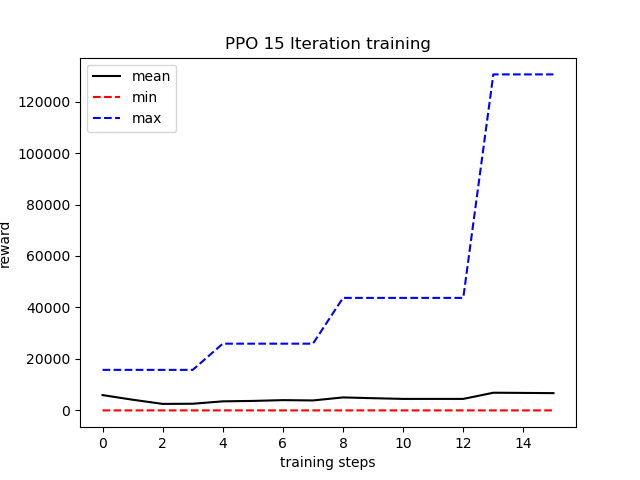 PPO 15 Iteration training
mean
min
max
120000
100000
80000
60000
40000
20000
0
reward
0 2 4 6 8 10 12 14
training steps